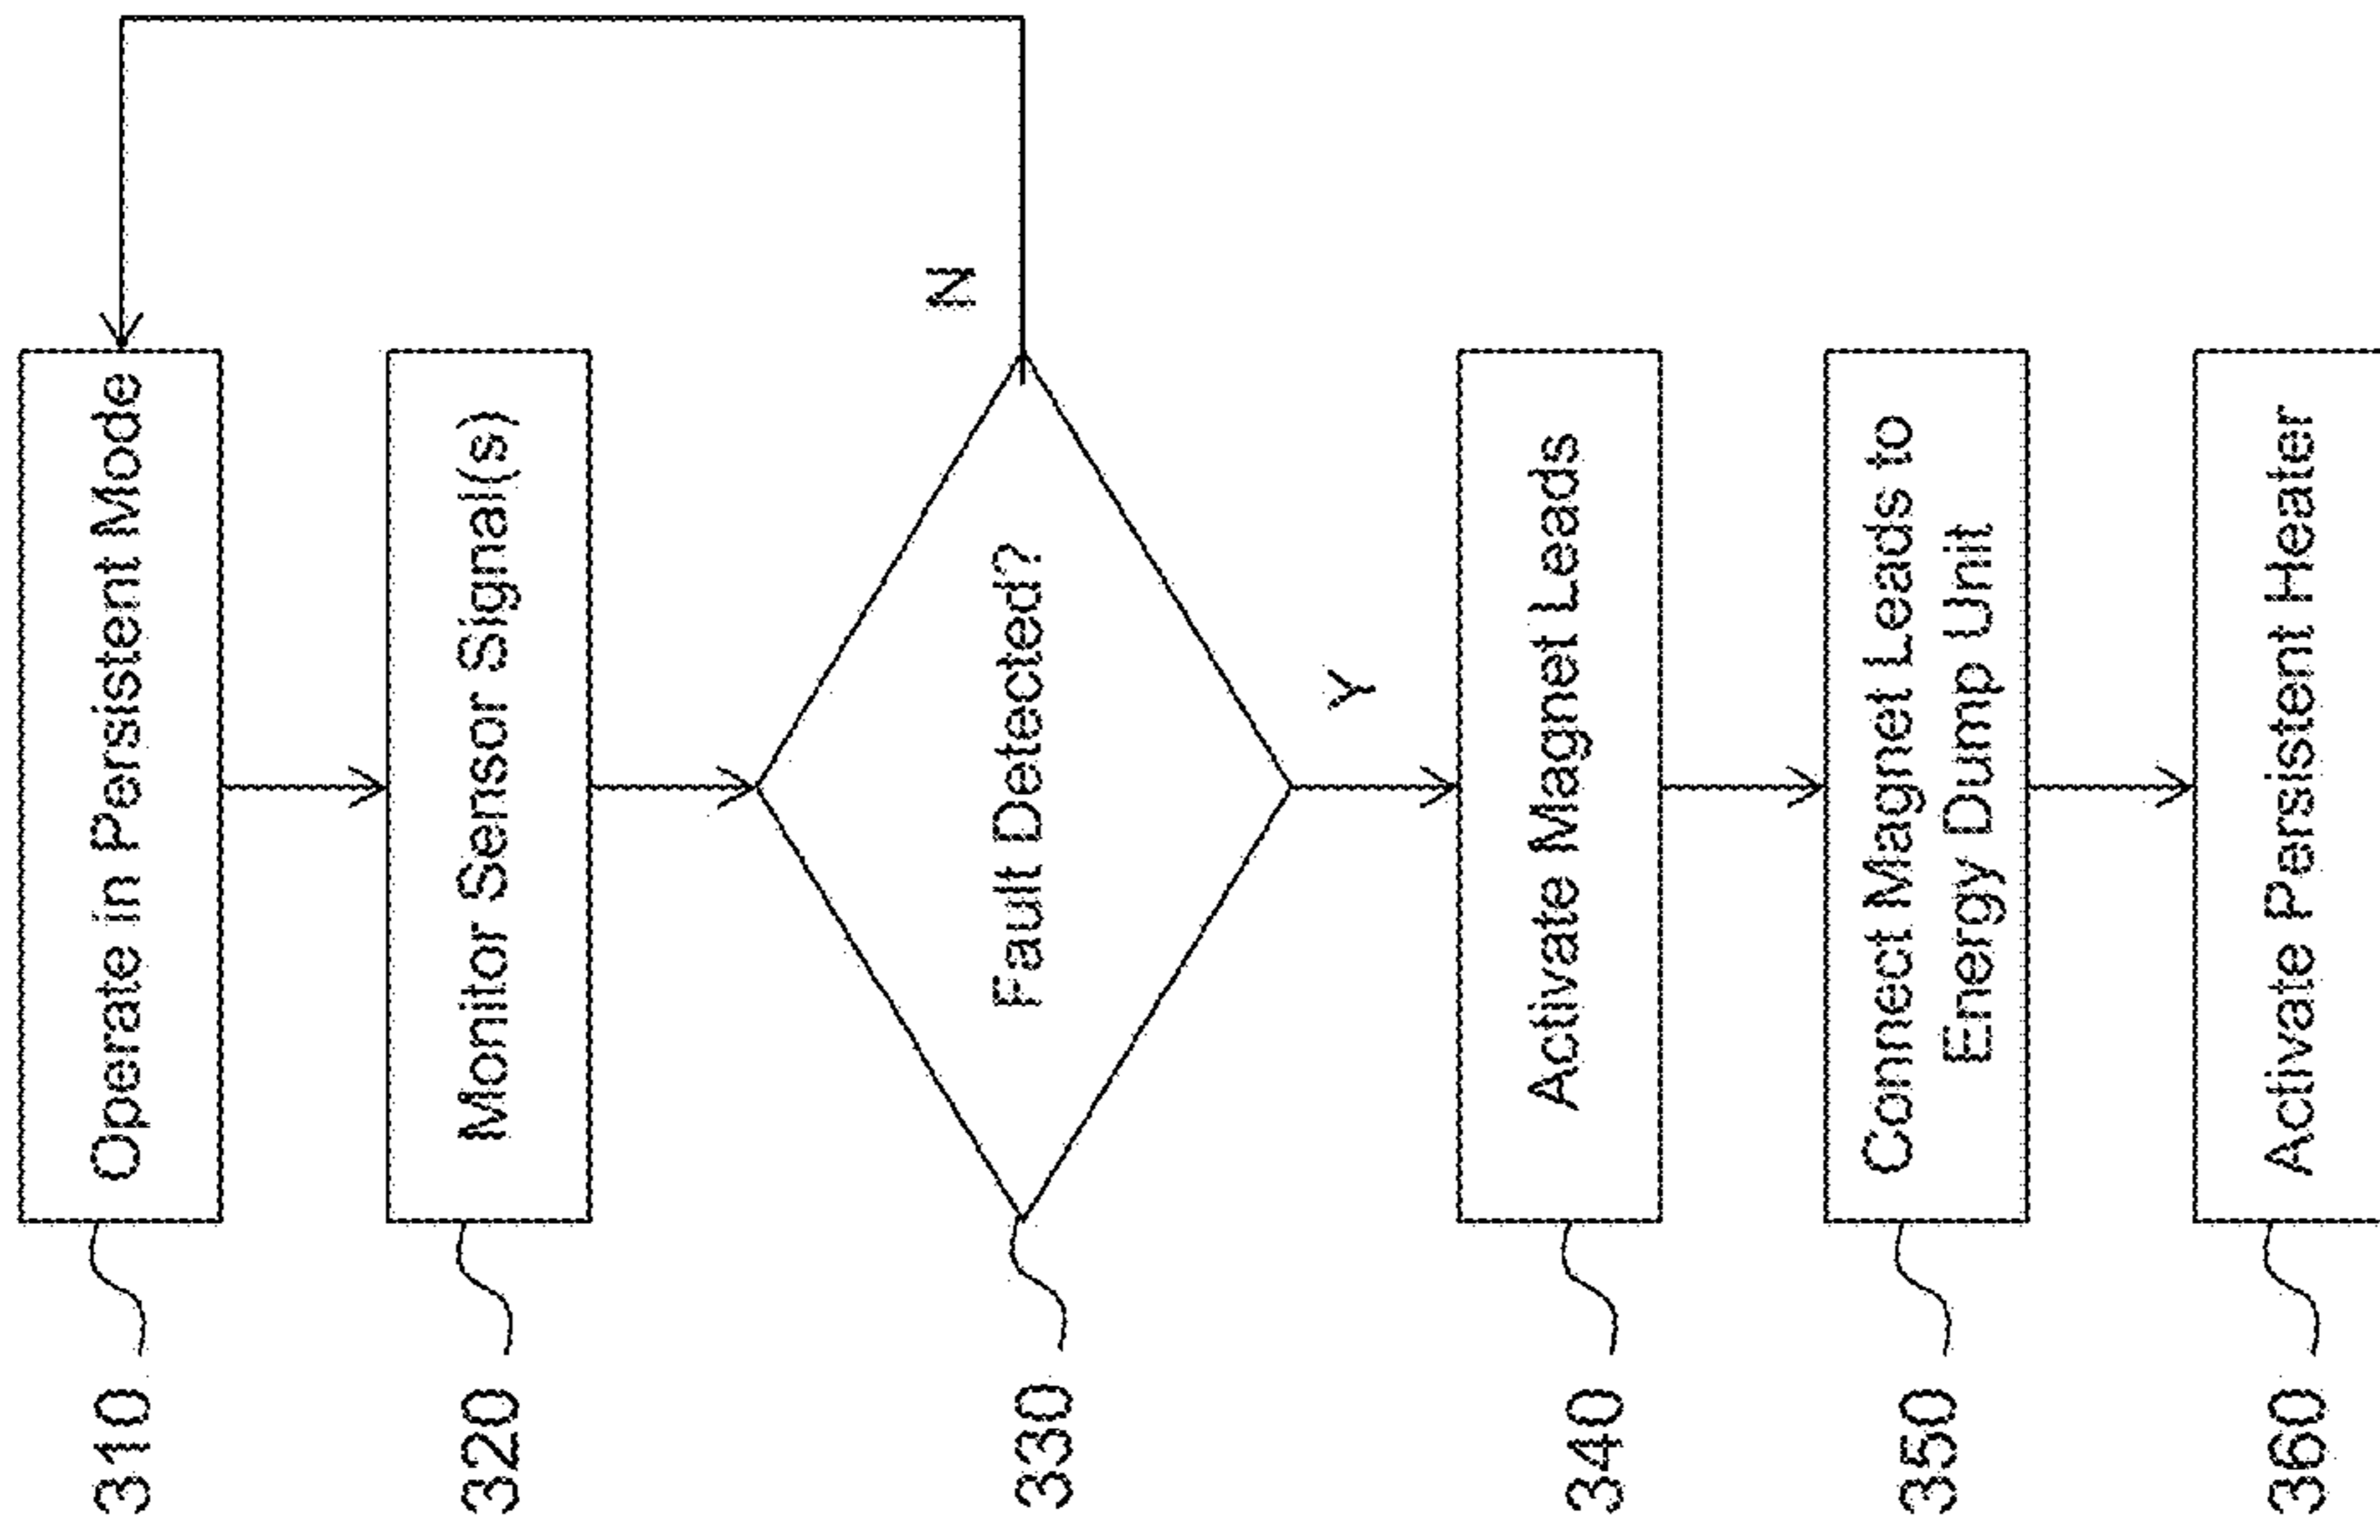 310
Operate in Persistent Mode
320
Monitor Sensor Signal(s)
330
Fault Detected?
N
Y
340
Activate Magnet Leads
350
Connect Magnet Leads to
Energy Dump Unit
360
Activate Persistent Heater